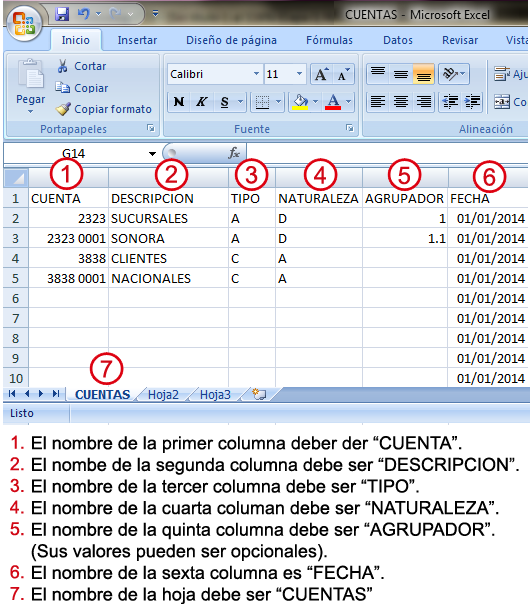 CUENTAS - Microsoft Excel
Inicio Insertar Diseño de página Fórmulas Datos Revisar Vista
Cortar
Copiar
Copiar formato
Pegar
Portapapeles
Calibri 11 A A
N K S A
Fuente
Aju
Co
Alineación
G14 fx
1 2 3 4 5 6
1 CUENTA DESCRIPCION TIPO NATURALEZA AGRUPADOR FECHA
2 2323 SUCURSALES A D 1 01/01/2014
3 2323 0001 SONORA A D 1.1 01/01/2014
4 3838 CLIENTES C A 01/01/2014
5 3838 0001 NACIONALES C A 01/01/2014
6 01/01/2014
7 01/01/2014
8 01/01/2014
9 01/01/2014
10 01/01/2014
7
CUENTAS Hoja2 Hoja3
Listo
1. El nombre de la primer columna deber der “CUENTA”.
2. El nombe de la segunda columna debe ser “DESCRIPCION”.
3. El nombre de la tercer columna debe ser “TIPO”.
4. El nombre de la cuarta columan debe ser “NATURALEZA”.
5. El nombre de la quinta columna debe ser “AGRUPADOR”.
(Sus valores pueden ser opcionales).
6. El nombre de la sexta columna es “FECHA”.
7. El nombre de la hoja debe ser “CUENTAS”